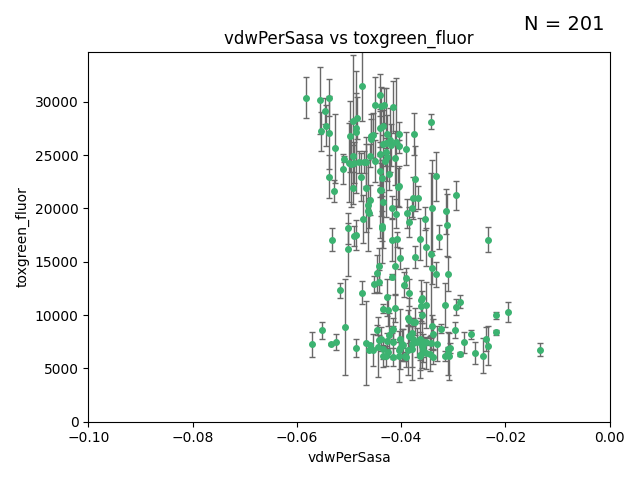 N = 201
vdwPerSasa vs toxgreen_fluor
toxgreen_fluor
30000
25000
20000
15000
10000
5000
0
−0.10 −0.08 −0.06 −0.04 −0.02 0.00
vdwPerSasa